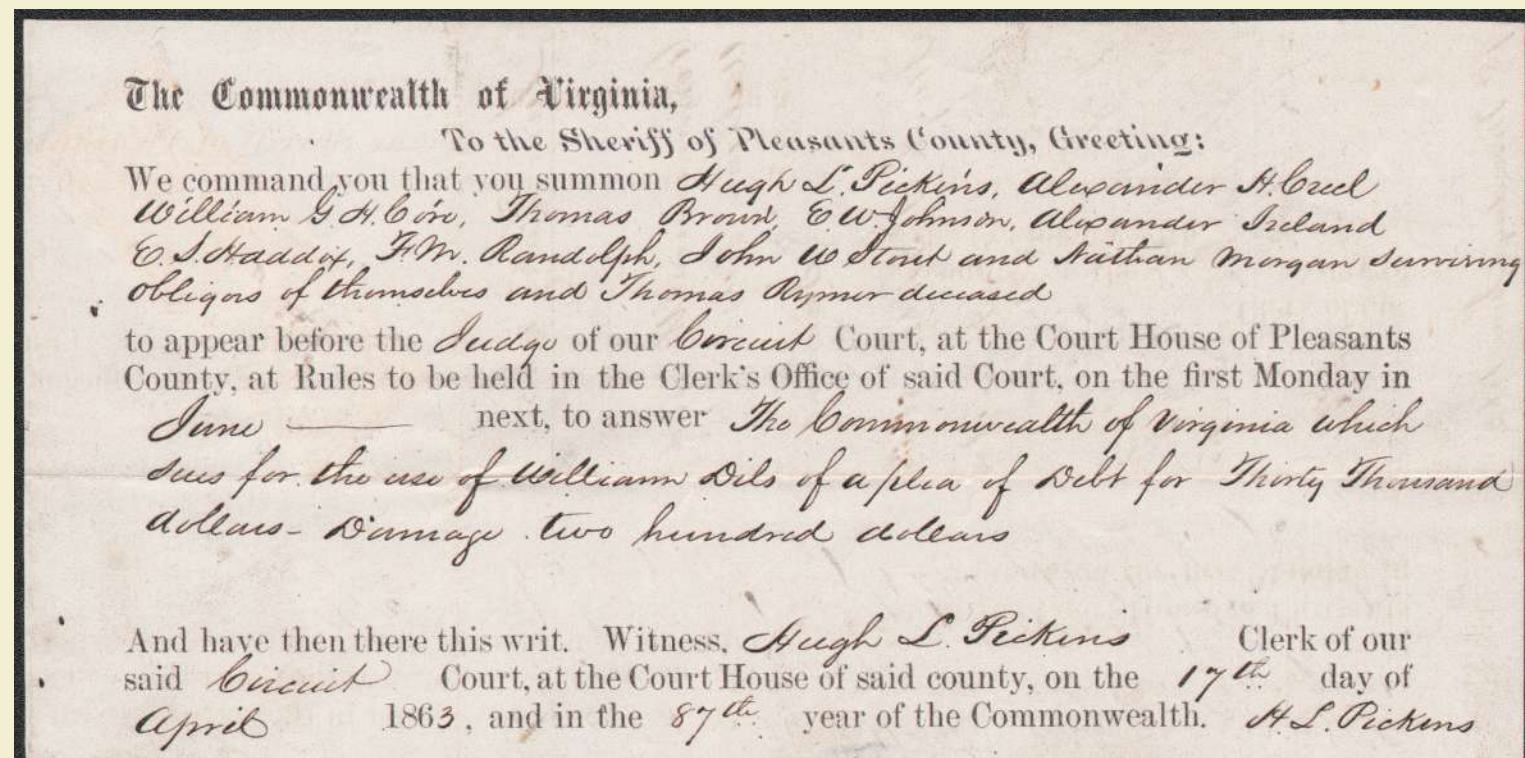 The Commonwealth of Virginia,
To the Sheriff of Pleasants County, Greeting:
We command you that you summon Hugh L. Pickins, Alexander H. Creel
William G. H. Core, Thomas Brown, E. W. Johnson, Alexander Ireland
E. S. Haddox, F. M. Randolph, John W Stout and Nathan Morgan surviving
obligors of themselves and Thomas Rymer deceased
to appear before the Judge of our Circuit Court, at the Court House of Pleasants
County, at Rules to be held in the Clerk's Office of said Court, on the first Monday in
June — next, to answer The Commonwealth of Virginia which
sues for the use of William Dils of a plea of Debt for Thirty Thousand
dollars - Damage two hundred dollars
And have then there this writ. Witness, Hugh L. Pickins Clerk of our
said Circuit Court, at the Court House of said county, on the 17th day of
April 1863, and in the 87th year of the Commonwealth. H. L. Pickens